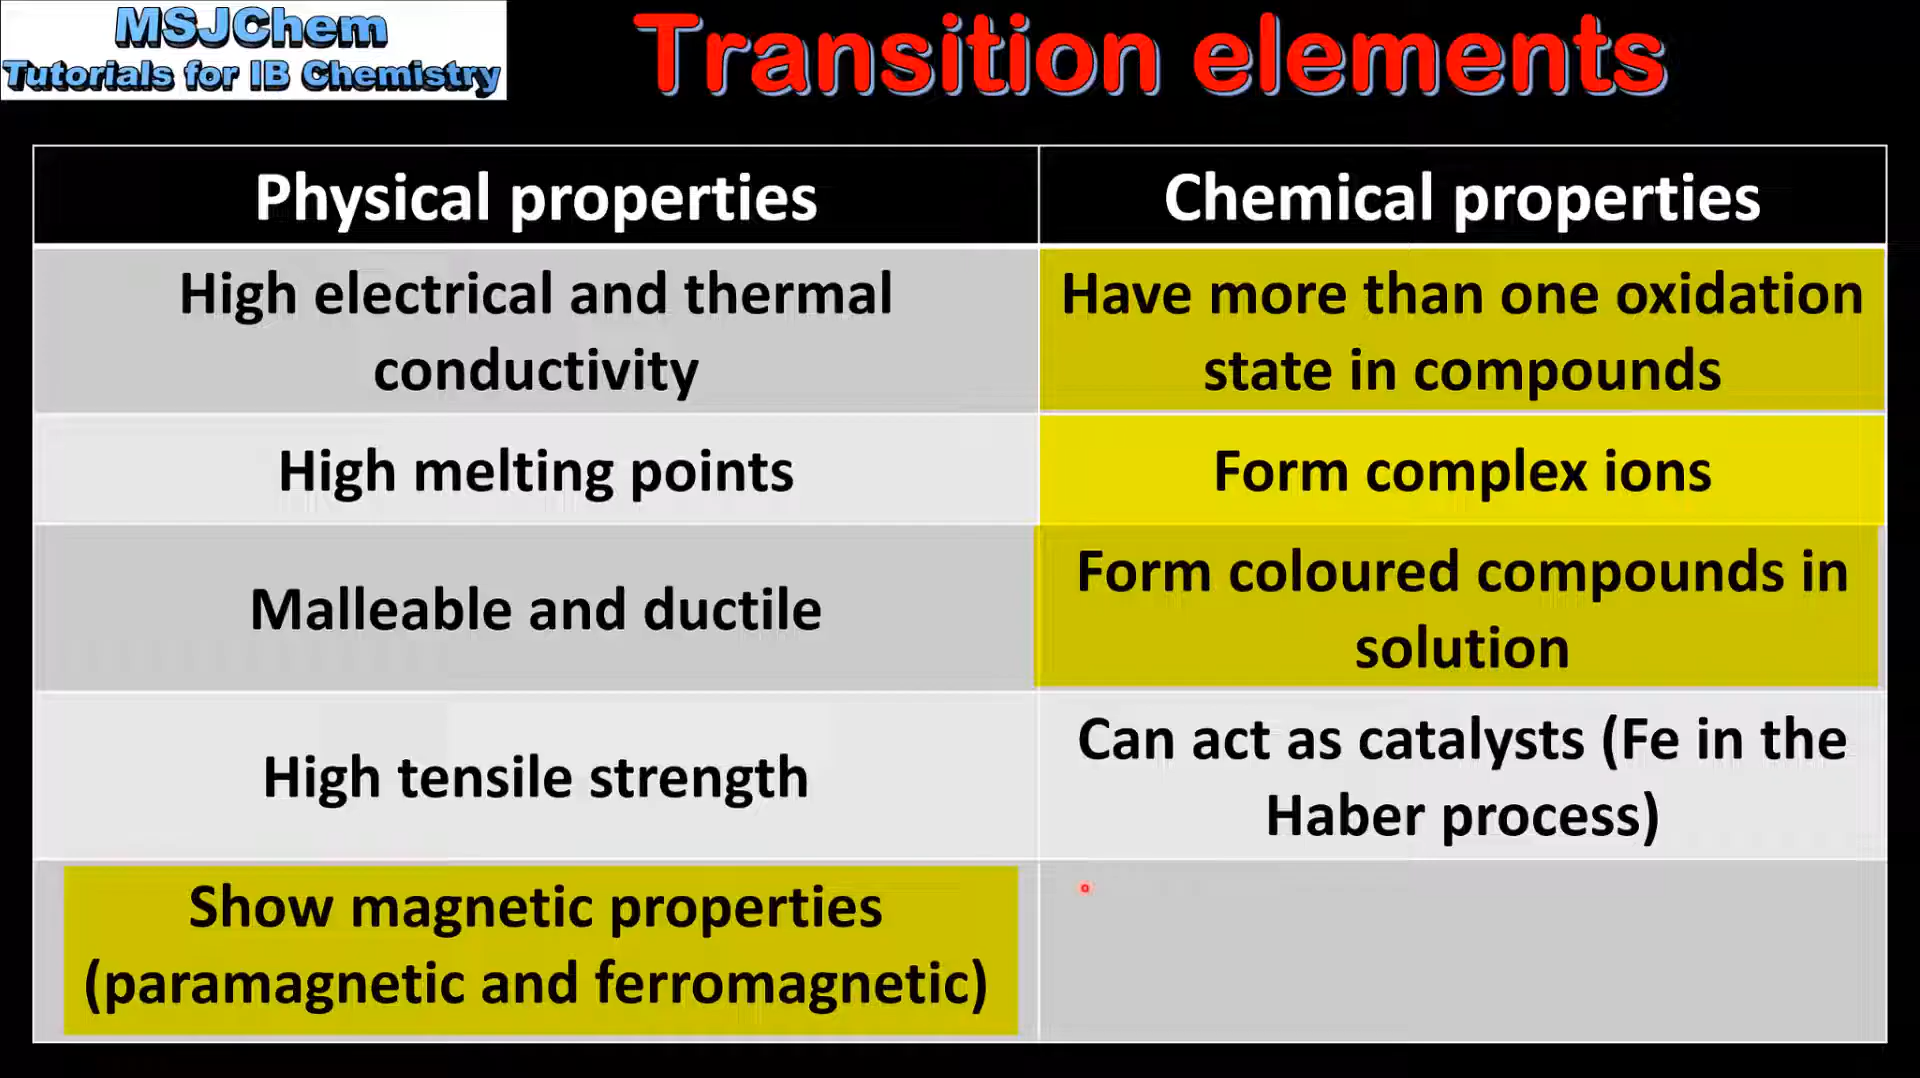 MSJChem
Tutorials for IB Chemistry
Transition elements
Physical properties
Chemical properties
High electrical and thermal
conductivity
Have more than one oxidation
state in compounds
High melting points
Form complex ions
Malleable and ductile
Form coloured compounds in
solution
High tensile strength
Can act as catalysts (Fe in the
Haber process)
Show magnetic properties
(paramagnetic and ferromagnetic)